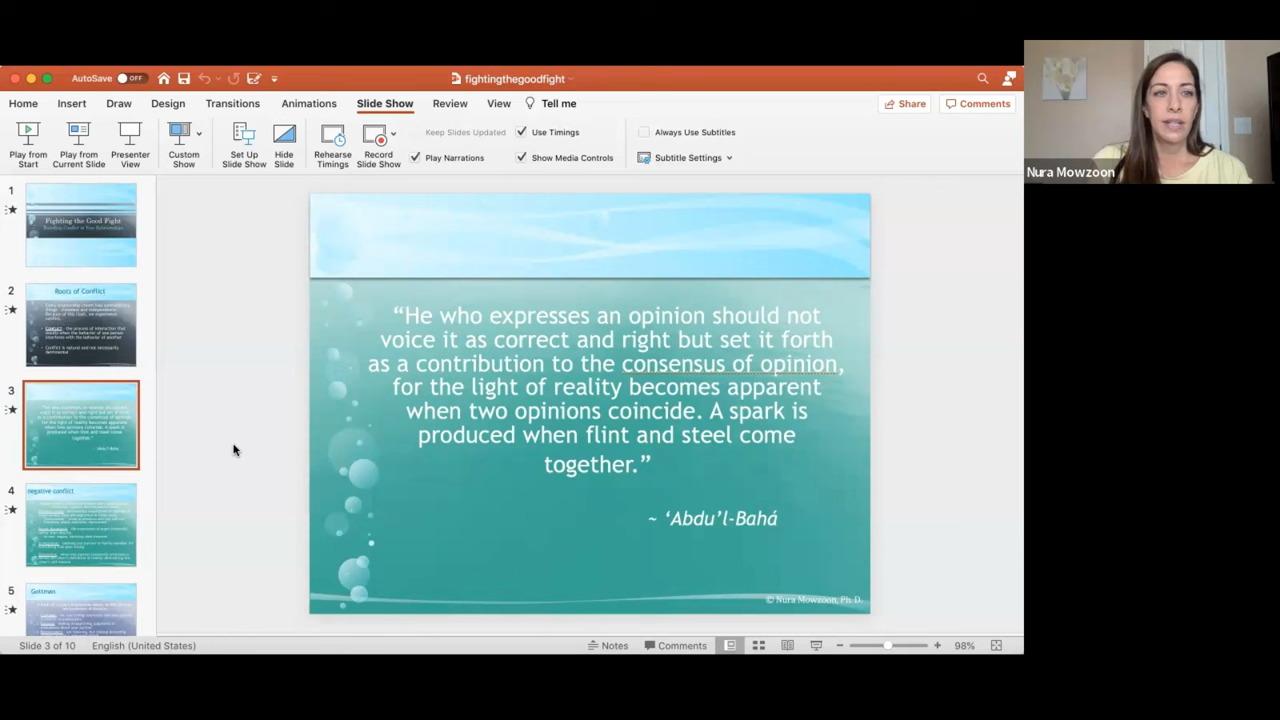 AutoSave OFF
fightingthegoodfight
Home Insert Draw Design Transitions Animations Slide Show Review View Tell me
Share Comments
Play from Start
Play from Current Slide
Presenter View
Custom Show
Set Up Slide Show
Hide Slide
Rehearse Timings
Record Slide Show
Keep Slides Updated
Play Narrations
Use Timings
Show Media Controls
Always Use Subtitles
Subtitle Settings
Nura Mowzoon
1
Fighting the Good Fight
2
Roots of Conflict
3
4
negative conflict
5
Gottman
“He who expresses an opinion should not
voice it as correct and right but set it forth
as a contribution to the consensus of opinion,
for the light of reality becomes apparent
when two opinions coincide. A spark is
produced when flint and steel come
together.”
~ ‘Abdu’l-Bahá
© Nura Mowzoon, Ph.D.
Slide 3 of 10 English (United States)
Notes Comments 98%